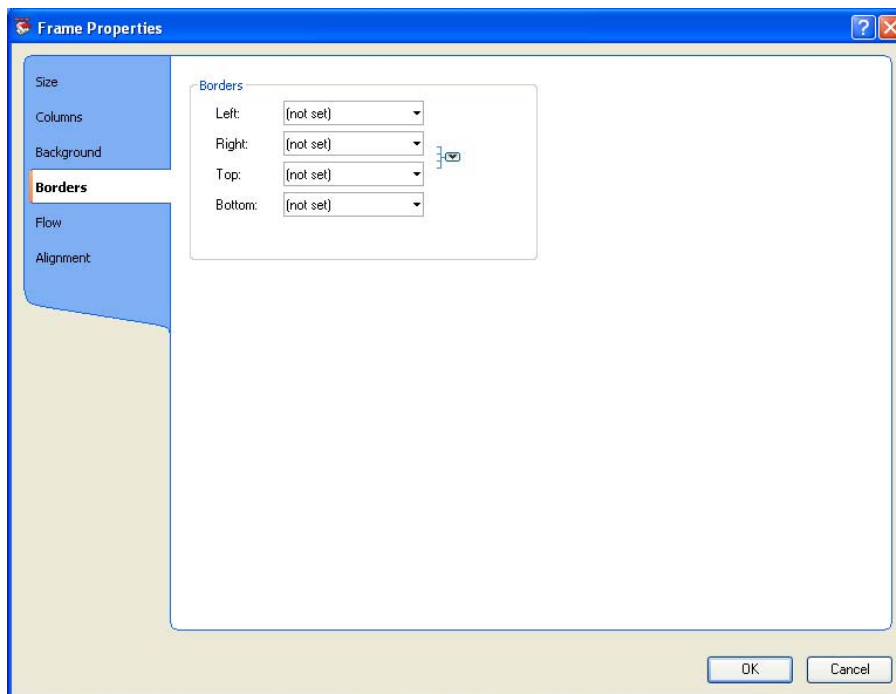 Frame Properties
?
Size
Columns
Background
Borders
Flow
Alignment
Borders
Left: (not set)
Right: (not set)
Top: (not set)
Bottom: (not set)
OK Cancel